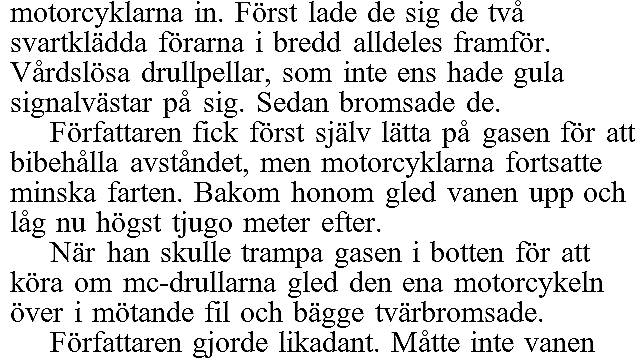 motorcyklarna in. Först lade de sig de två
svartklädda förarna i bredd alldeles framför.
Vårdslösa drullpellar, som inte ens hade gula
signalvästar på sig. Sedan bromsade de.
Författaren fick först själv lätta på gasen för att
bibehålla avståndet, men motorcyklarna fortsatte
minska farten. Bakom honom gled vanen upp och
låg nu högst tjugo meter efter.
När han skulle trampa gasen i botten för att
köra om mc-drullarna gled den ena motorcykeln
över i mötande fil och bägge tvärbromsade.
Författaren gjorde likadant. Måtte inte vanen